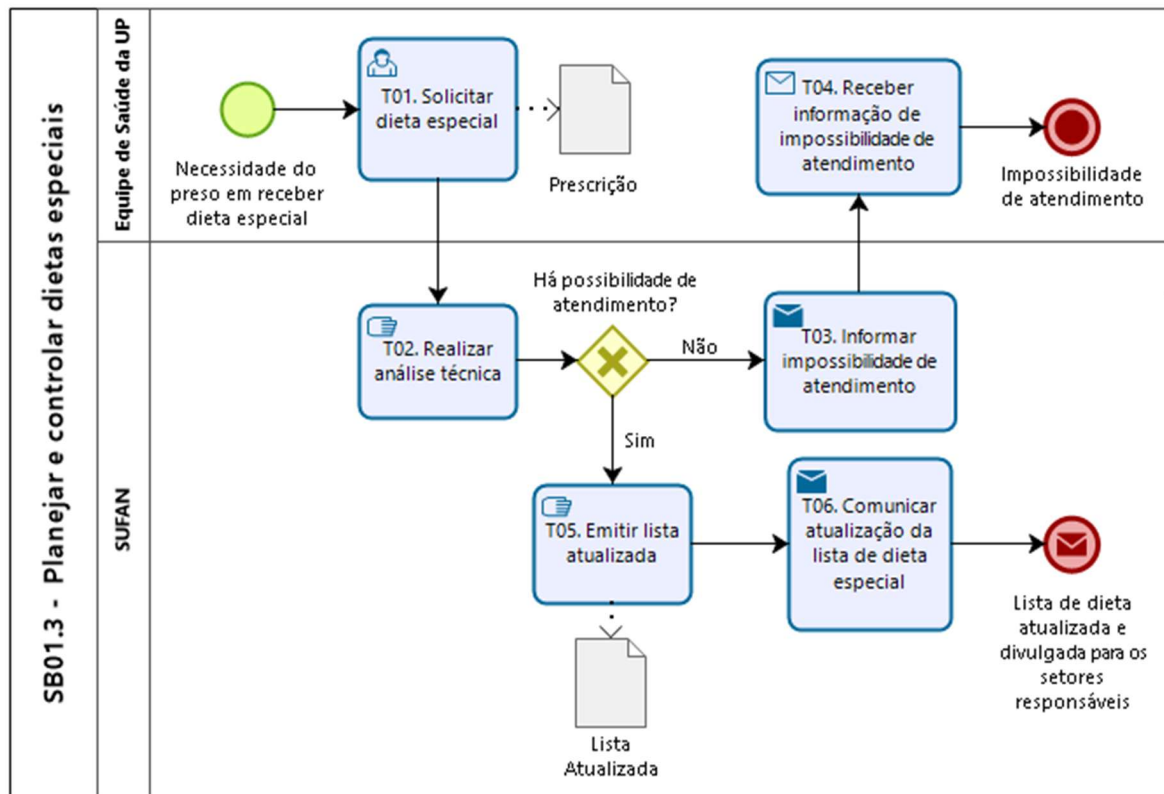 SB01.3 - Planejar e controlar dietas especiais
Equipe de Saúde da UP
Necessidade do
preso em receber
dieta especial
T01. Solicitar
dieta especial
Prescrição
T04. Receber
informação de
impossibilidade de
atendimento
Impossibilidade
de atendimento
SUFAN
T02. Realizar
análise técnica
Há possibilidade de
atendimento?
Não
T03. Informar
impossibilidade de
atendimento
Sim
T05. Emitir lista
atualizada
Lista
Atualizada
T06. Comunicar
atualização da
lista de dieta
especial
Lista de dieta
atualizada e
divulgada para os
setores
responsáveis